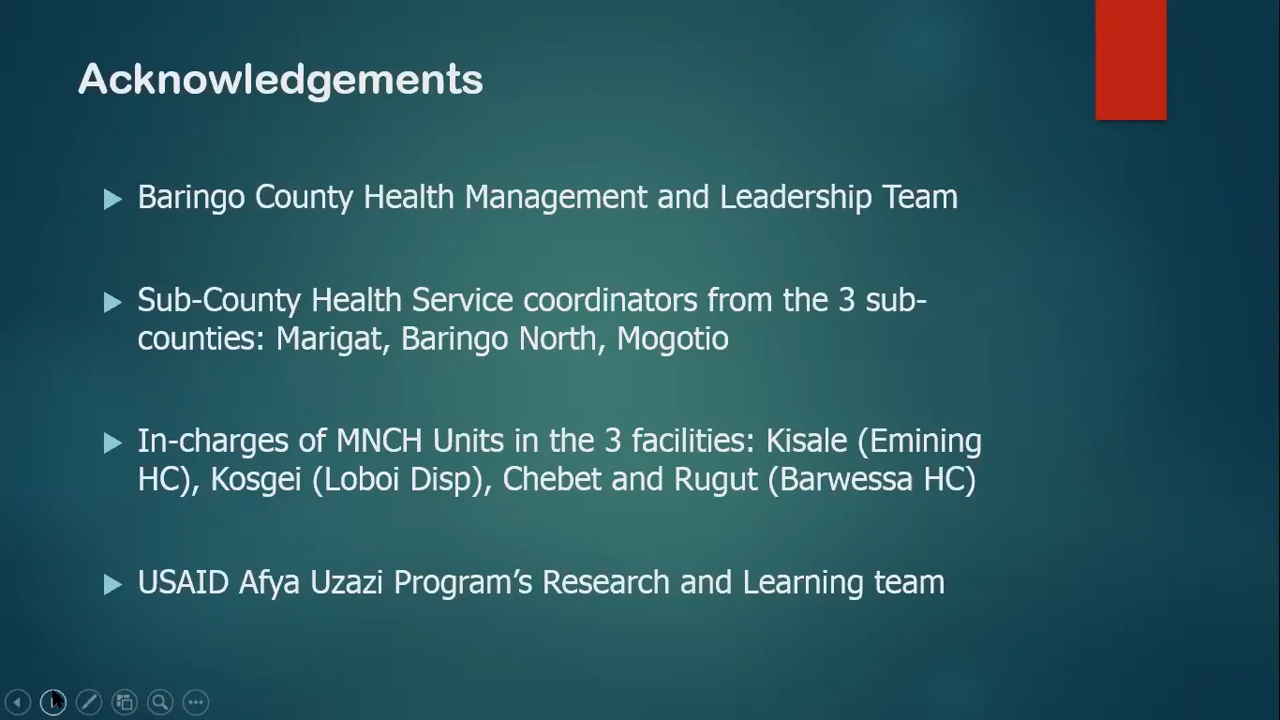 Acknowledgements
Baringo County Health Management and Leadership Team
Sub-County Health Service coordinators from the 3 sub-
counties: Marigat, Baringo North, Mogotio
In-charges of MNCH Units in the 3 facilities: Kisale (Emining
HC), Kosgei (Loboi Disp), Chebet and Rugut (Barwessa HC)
USAID Afya Uzazi Program’s Research and Learning team